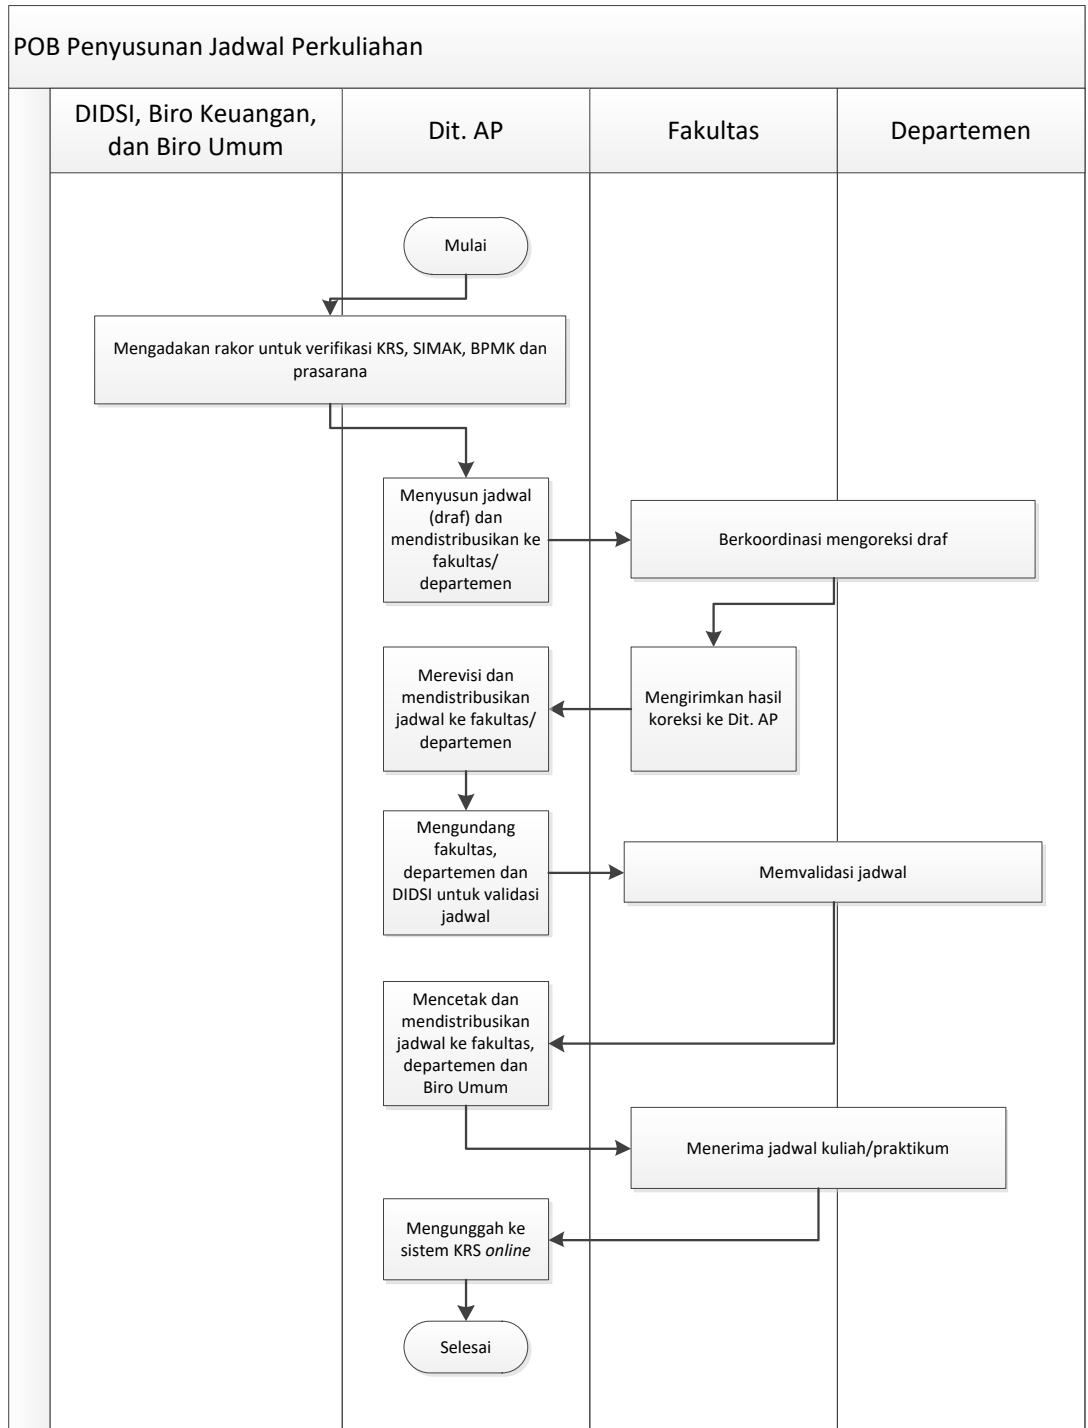 POB Penyusunan Jadwal Perkuliahan
DIDSI, Biro Keuangan,
dan Biro Umum
Dit. AP
Fakultas
Departemen
Mulai
Mengadakan rakor untuk verifikasi KRS, SIMAK, BPMK dan
prasarana
Menyusun jadwal
(draf) dan
mendistribusikan ke
fakultas/
departemen
Berkoordinasi mengoreksi draf
Mengirimkan hasil
koreksi ke Dit. AP
Merevisi dan
mendistribusikan
jadwal ke fakultas/
departemen
Mengundang
fakultas,
departemen dan
DIDSI untuk validasi
jadwal
Memvalidasi jadwal
Mencetak dan
mendistribusikan
jadwal ke fakultas,
departemen dan
Biro Umum
Menerima jadwal kuliah/praktikum
Mengunggah ke
sistem KRS online
Selesai